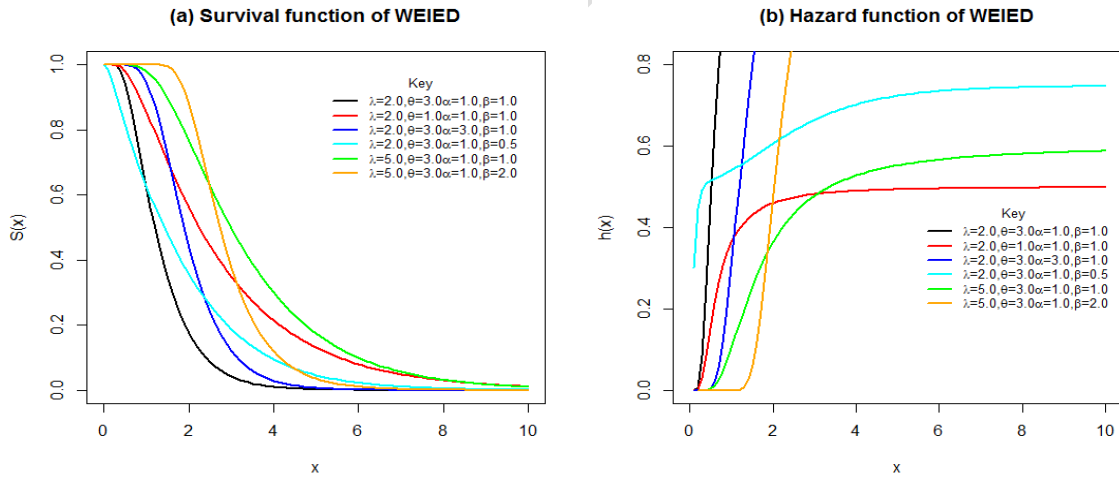 (a) Survival function of WEIED
1.0
0.8
0.6
0.4
0.2
0.0
S(x)
Key
λ=2.0,θ=3.0α=1.0,β=1.0
λ=2.0,θ=1.0α=1.0,β=1.0
λ=2.0,θ=3.0α=3.0,β=1.0
λ=2.0,θ=3.0α=1.0,β=0.5
λ=5.0,θ=3.0α=1.0,β=1.0
λ=5.0,θ=3.0α=1.0,β=2.0
0 2 4 6 8 10
x
(b) Hazard function of WEIED
0.8
0.6
0.4
0.2
0.0
h(x)
Key
λ=2.0,θ=3.0α=1.0,β=1.0
λ=2.0,θ=1.0α=1.0,β=1.0
λ=2.0,θ=3.0α=3.0,β=1.0
λ=2.0,θ=3.0α=1.0,β=0.5
λ=5.0,θ=3.0α=1.0,β=1.0
λ=5.0,θ=3.0α=1.0,β=2.0
0 2 4 6 8 10
x